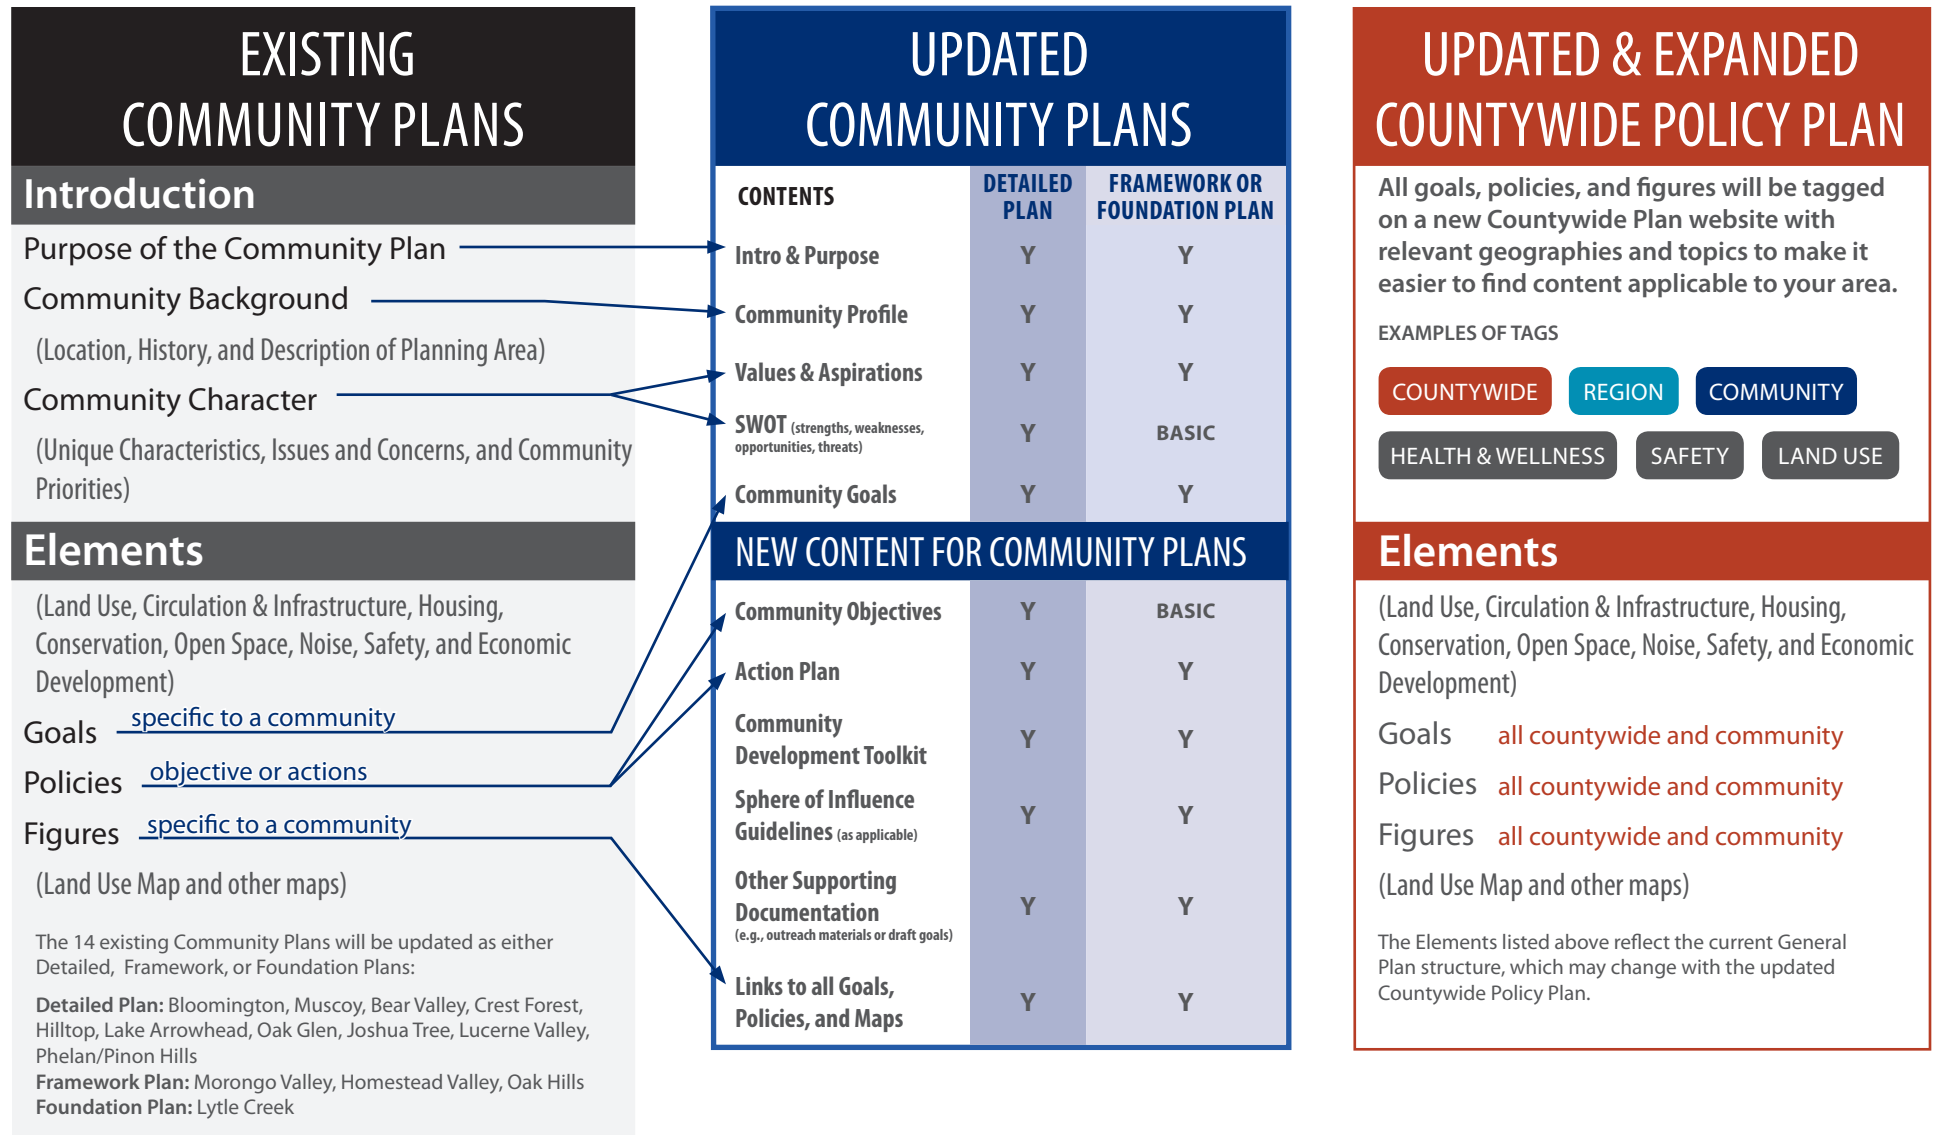 EXISTING
COMMUNITY PLANS
Introduction
Purpose of the Community Plan
Community Background
(Location, History, and Description of Planning Area)
Community Character
(Unique Characteristics, Issues and Concerns, and Community
Priorities)
Elements
(Land Use, Circulation & Infrastructure, Housing,
Conservation, Open Space, Noise, Safety, and Economic
Development)
Goals specific to a community
Policies objective or actions
Figures specific to a community
(Land Use Map and other maps)
The 14 existing Community Plans will be updated as either
Detailed, Framework, or Foundation Plans:
Detailed Plan: Bloomington, Muscoy, Bear Valley, Crest Forest,
Hilltop, Lake Arrowhead, Oak Glen, Joshua Tree, Lucerne Valley,
Phelan/Pinon Hills
Framework Plan: Morongo Valley, Homestead Valley, Oak Hills
Foundation Plan: Lytle Creek
UPDATED
COMMUNITY PLANS
CONTENTS
DETAILED
PLAN
FRAMEWORK OR
FOUNDATION PLAN
Intro & Purpose Y Y
Community Profile Y Y
Values & Aspirations Y Y
SWOT (strengths, weaknesses,
opportunities, threats) Y BASIC
Community Goals Y Y
NEW CONTENT FOR COMMUNITY PLANS
Community Objectives Y BASIC
Action Plan Y Y
Community
Development Toolkit Y Y
Sphere of Influence
Guidelines (as applicable) Y Y
Other Supporting
Documentation Y Y
(e.g., outreach materials or draft goals)
Links to all Goals,
Policies, and Maps Y Y
UPDATED & EXPANDED
COUNTYWIDE POLICY PLAN
All goals, policies, and figures will be tagged
on a new Countywide Plan website with
relevant geographies and topics to make it
easier to find content applicable to your area.
EXAMPLES OF TAGS
COUNTYWIDE REGION COMMUNITY
HEALTH & WELLNESS SAFETY LAND USE
Elements
(Land Use, Circulation & Infrastructure, Housing,
Conservation, Open Space, Noise, Safety, and Economic
Development)
Goals all countywide and community
Policies all countywide and community
Figures all countywide and community
(Land Use Map and other maps)
The Elements listed above reflect the current General
Plan structure, which may change with the updated
Countywide Policy Plan.